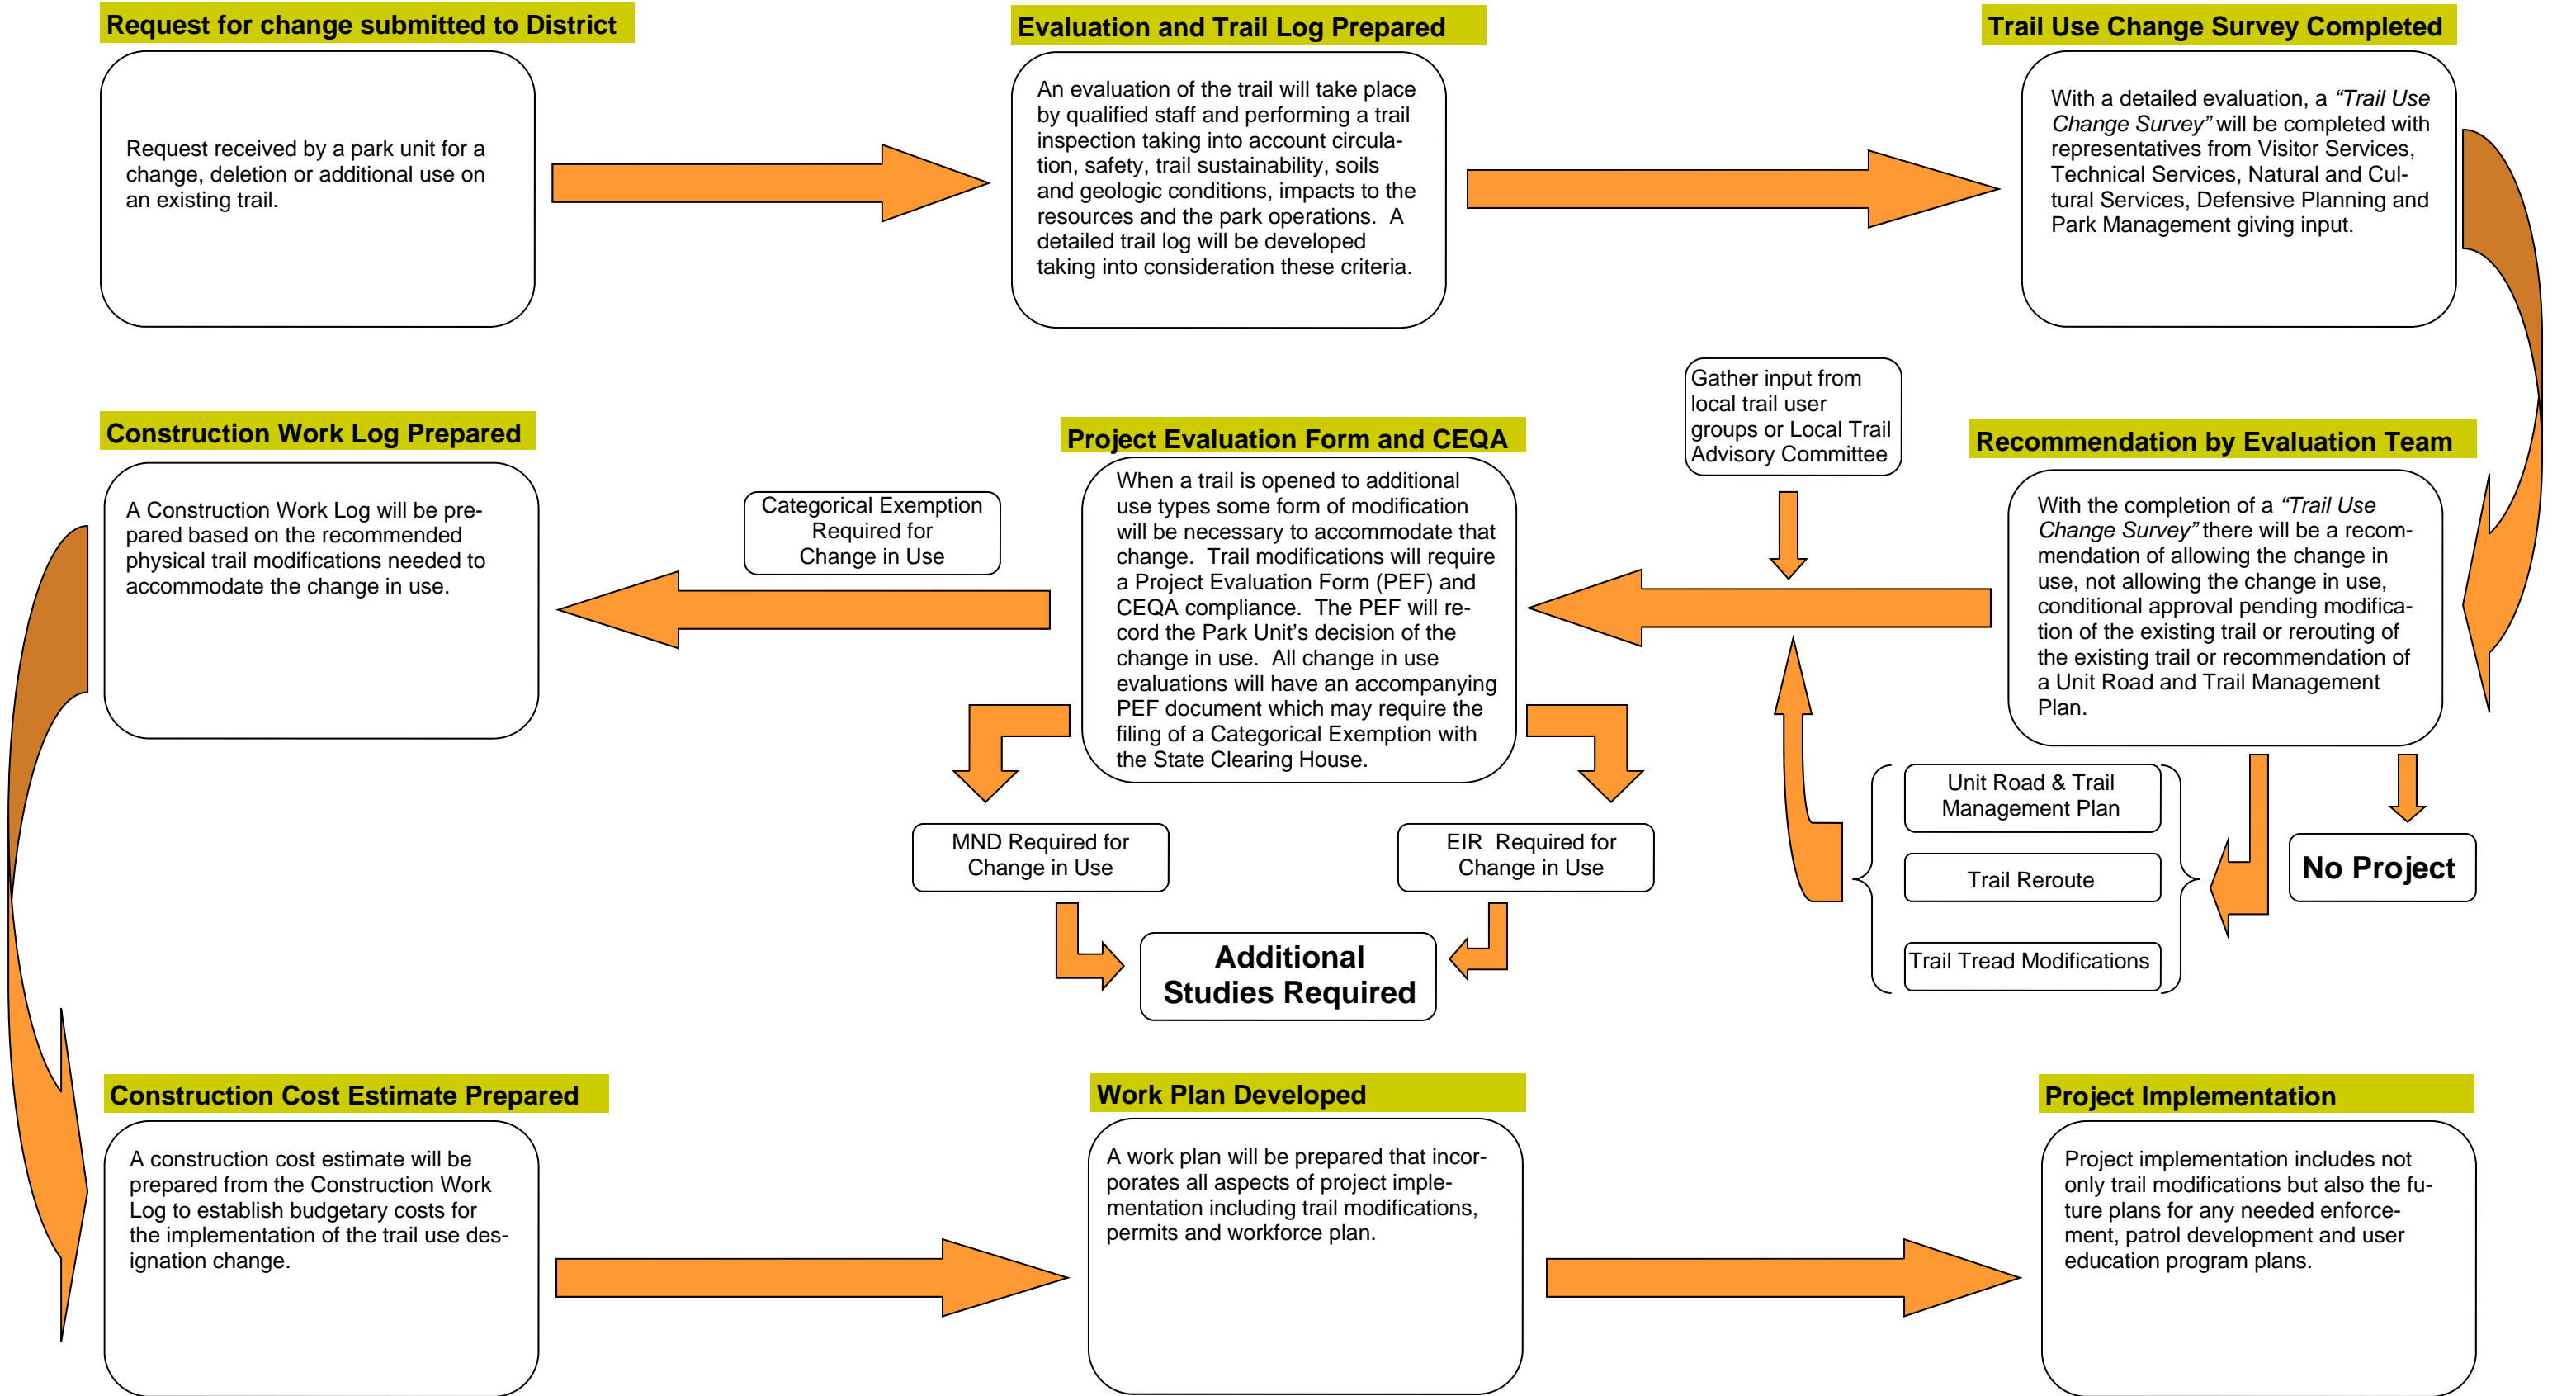 Request for change submitted to District
Request received by a park unit for a
change, deletion or additional use on
an existing trail.
Evaluation and Trail Log Prepared
An evaluation of the trail will take place
by qualified staff and performing a trail
inspection taking into account circula-
tion, safety, trail sustainability, soils
and geologic conditions, impacts to the
resources and the park operations.  A
detailed trail log will be developed
taking into consideration these criteria.
Trail Use Change Survey Completed
With a detailed evaluation, a “Trail Use
Change Survey” will be completed with
representatives from Visitor Services,
Technical Services, Natural and Cul-
tural Services, Defensive Planning and
Park Management giving input.
Recommendation by Evaluation Team
With the completion of a “Trail Use
Change Survey” there will be a recom-
mendation of allowing the change in
use, not allowing the change in use,
conditional approval pending modifica-
tion of the existing trail or rerouting of
the existing trail or recommendation of
a Unit Road and Trail Management
Plan.
No Project
Unit Road & Trail
Management Plan
Trail Reroute
Trail Tread Modifications
Gather input from
local trail user
groups or Local Trail
Advisory Committee
Project Evaluation Form and CEQA
When a trail is opened to additional
use types some form of modification
will be necessary to accommodate that
change.  Trail modifications will require
a Project Evaluation Form (PEF) and
CEQA compliance.  The PEF will re-
cord the Park Unit’s decision of the
change in use.  All change in use
evaluations will have an accompanying
PEF document which may require the
filing of a Categorical Exemption with
the State Clearing House.
MND Required for
Change in Use
EIR  Required for
Change in Use
Additional
Studies Required
Categorical Exemption
Required for
Change in Use
Construction Work Log Prepared
A Construction Work Log will be pre-
pared based on the recommended
physical trail modifications needed to
accommodate the change in use.
Construction Cost Estimate Prepared
A construction cost estimate will be
prepared from the Construction Work
Log to establish budgetary costs for
the implementation of the trail use des-
ignation change.
Work Plan Developed
A work plan will be prepared that incor-
porates all aspects of project imple-
mentation including trail modifications,
permits and workforce plan.
Project Implementation
Project implementation includes not
only trail modifications but also the fu-
ture plans for any needed enforce-
ment, patrol development and user
education program plans.